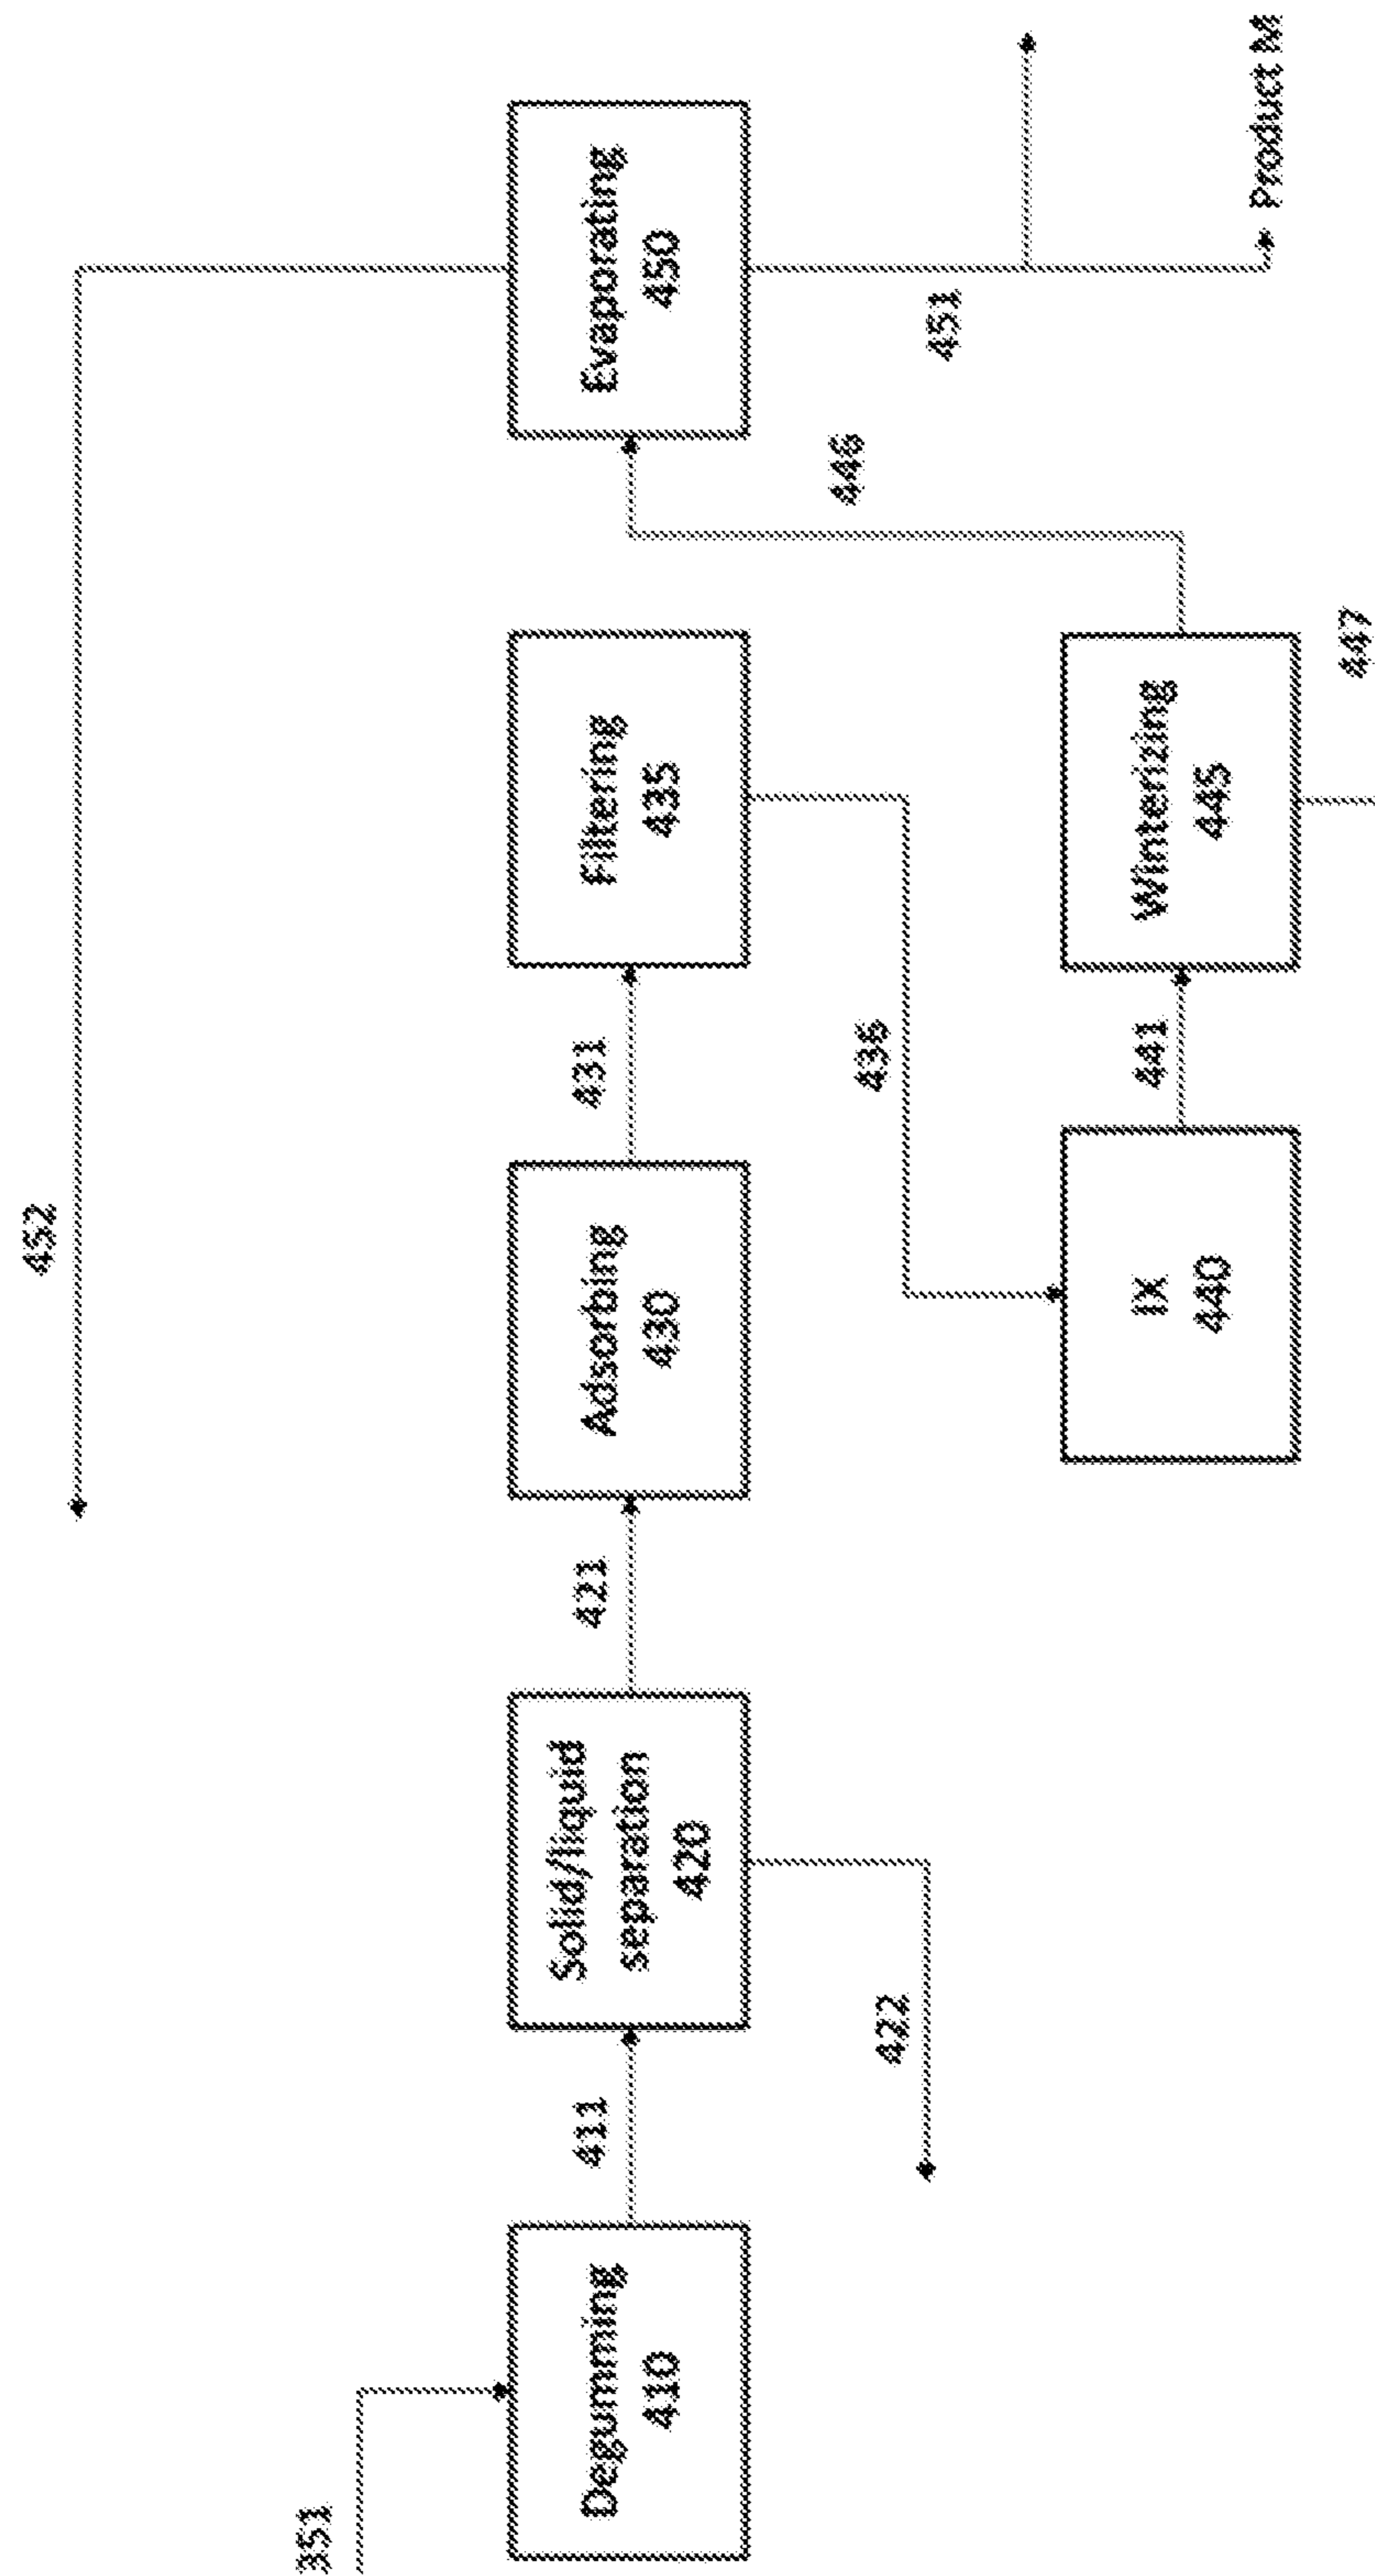 452
351
Degumming
410
411
Solid/liquid
separation
420
421
Adsorbing
430
431
Filtering
435
Evaporating
450
422
436
446
451
IX
440
441
Winterizing
445
447
Product M